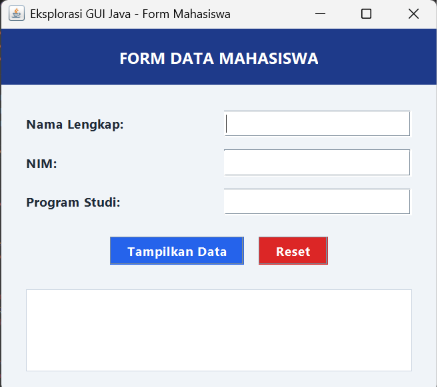 Eksplorasi GUI Java - Form Mahasiswa
FORM DATA MAHASISWA
Nama Lengkap:
NIM:
Program Studi:
Tampilkan Data Reset